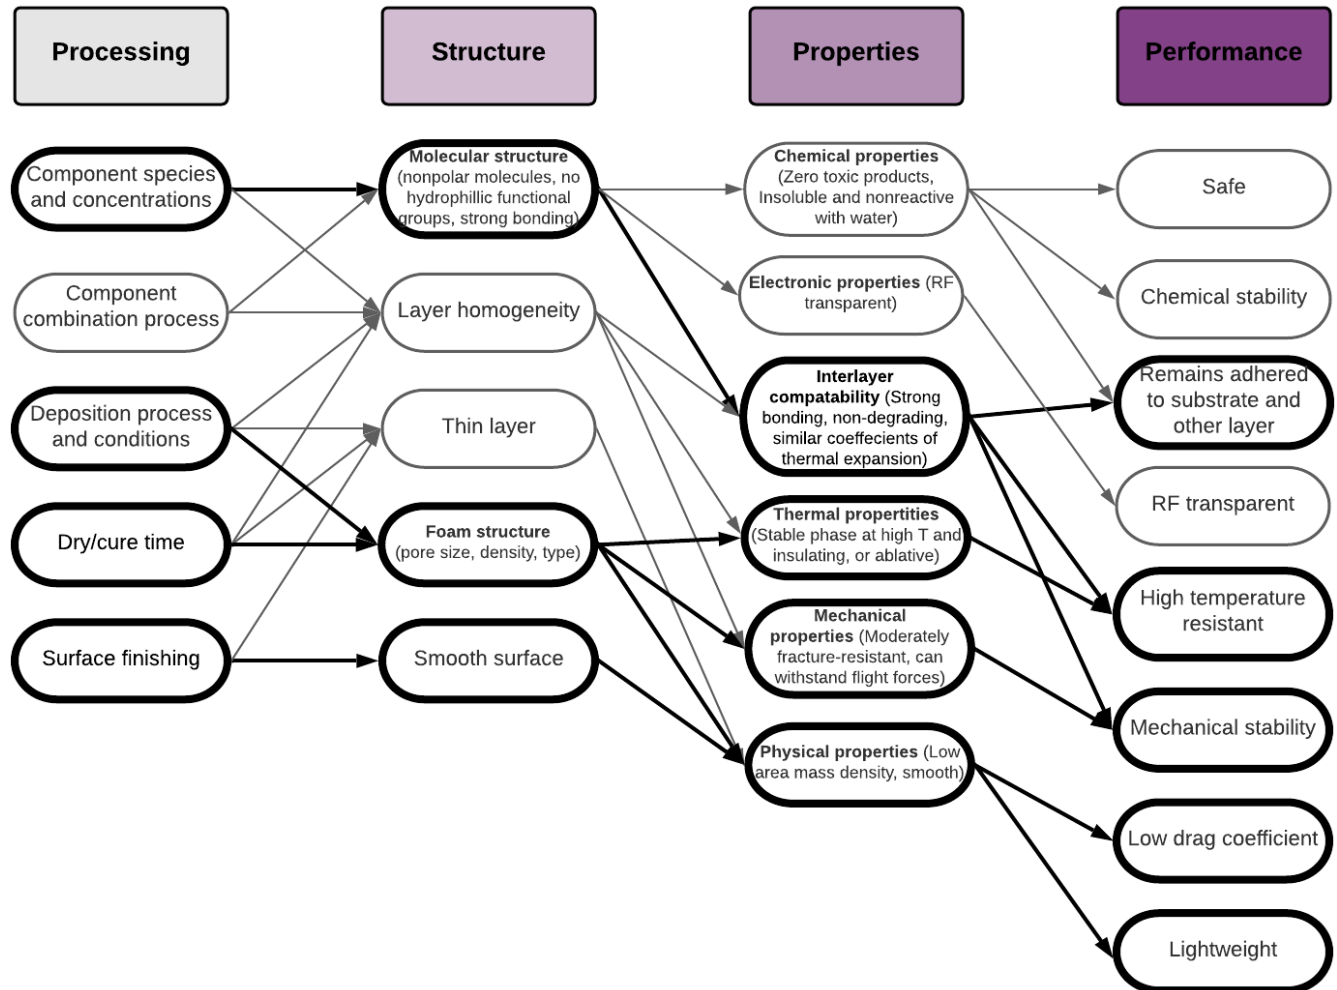 Processing
Structure
Properties
Performance
Component species
and concentrations
Component
combination process
Deposition process
and conditions
Dry/cure time
Surface finishing
Molecular structure
(nonpolar molecules, no
hydrophillic functional
groups, strong bonding)
Layer homogeneity
Thin layer
Foam structure
(pore size, density, type)
Smooth surface
Chemical properties
(Zero toxic products,
Insoluble and nonreactive
with water)
Electronic properties (RF
transparent)
Interlayer
compatability (Strong
bonding, non-degrading,
similar coeffecients of
thermal expansion)
Thermal propertities
(Stable phase at high T and
insulating, or ablative)
Mechanical
properties (Moderately
fracture-resistant, can
withstand flight forces)
Physical properties (Low
area mass density, smooth)
Safe
Chemical stability
Remains adhered
to substrate and
other layer
RF transparent
High temperature
resistant
Mechanical stability
Low drag coefficient
Lightweight